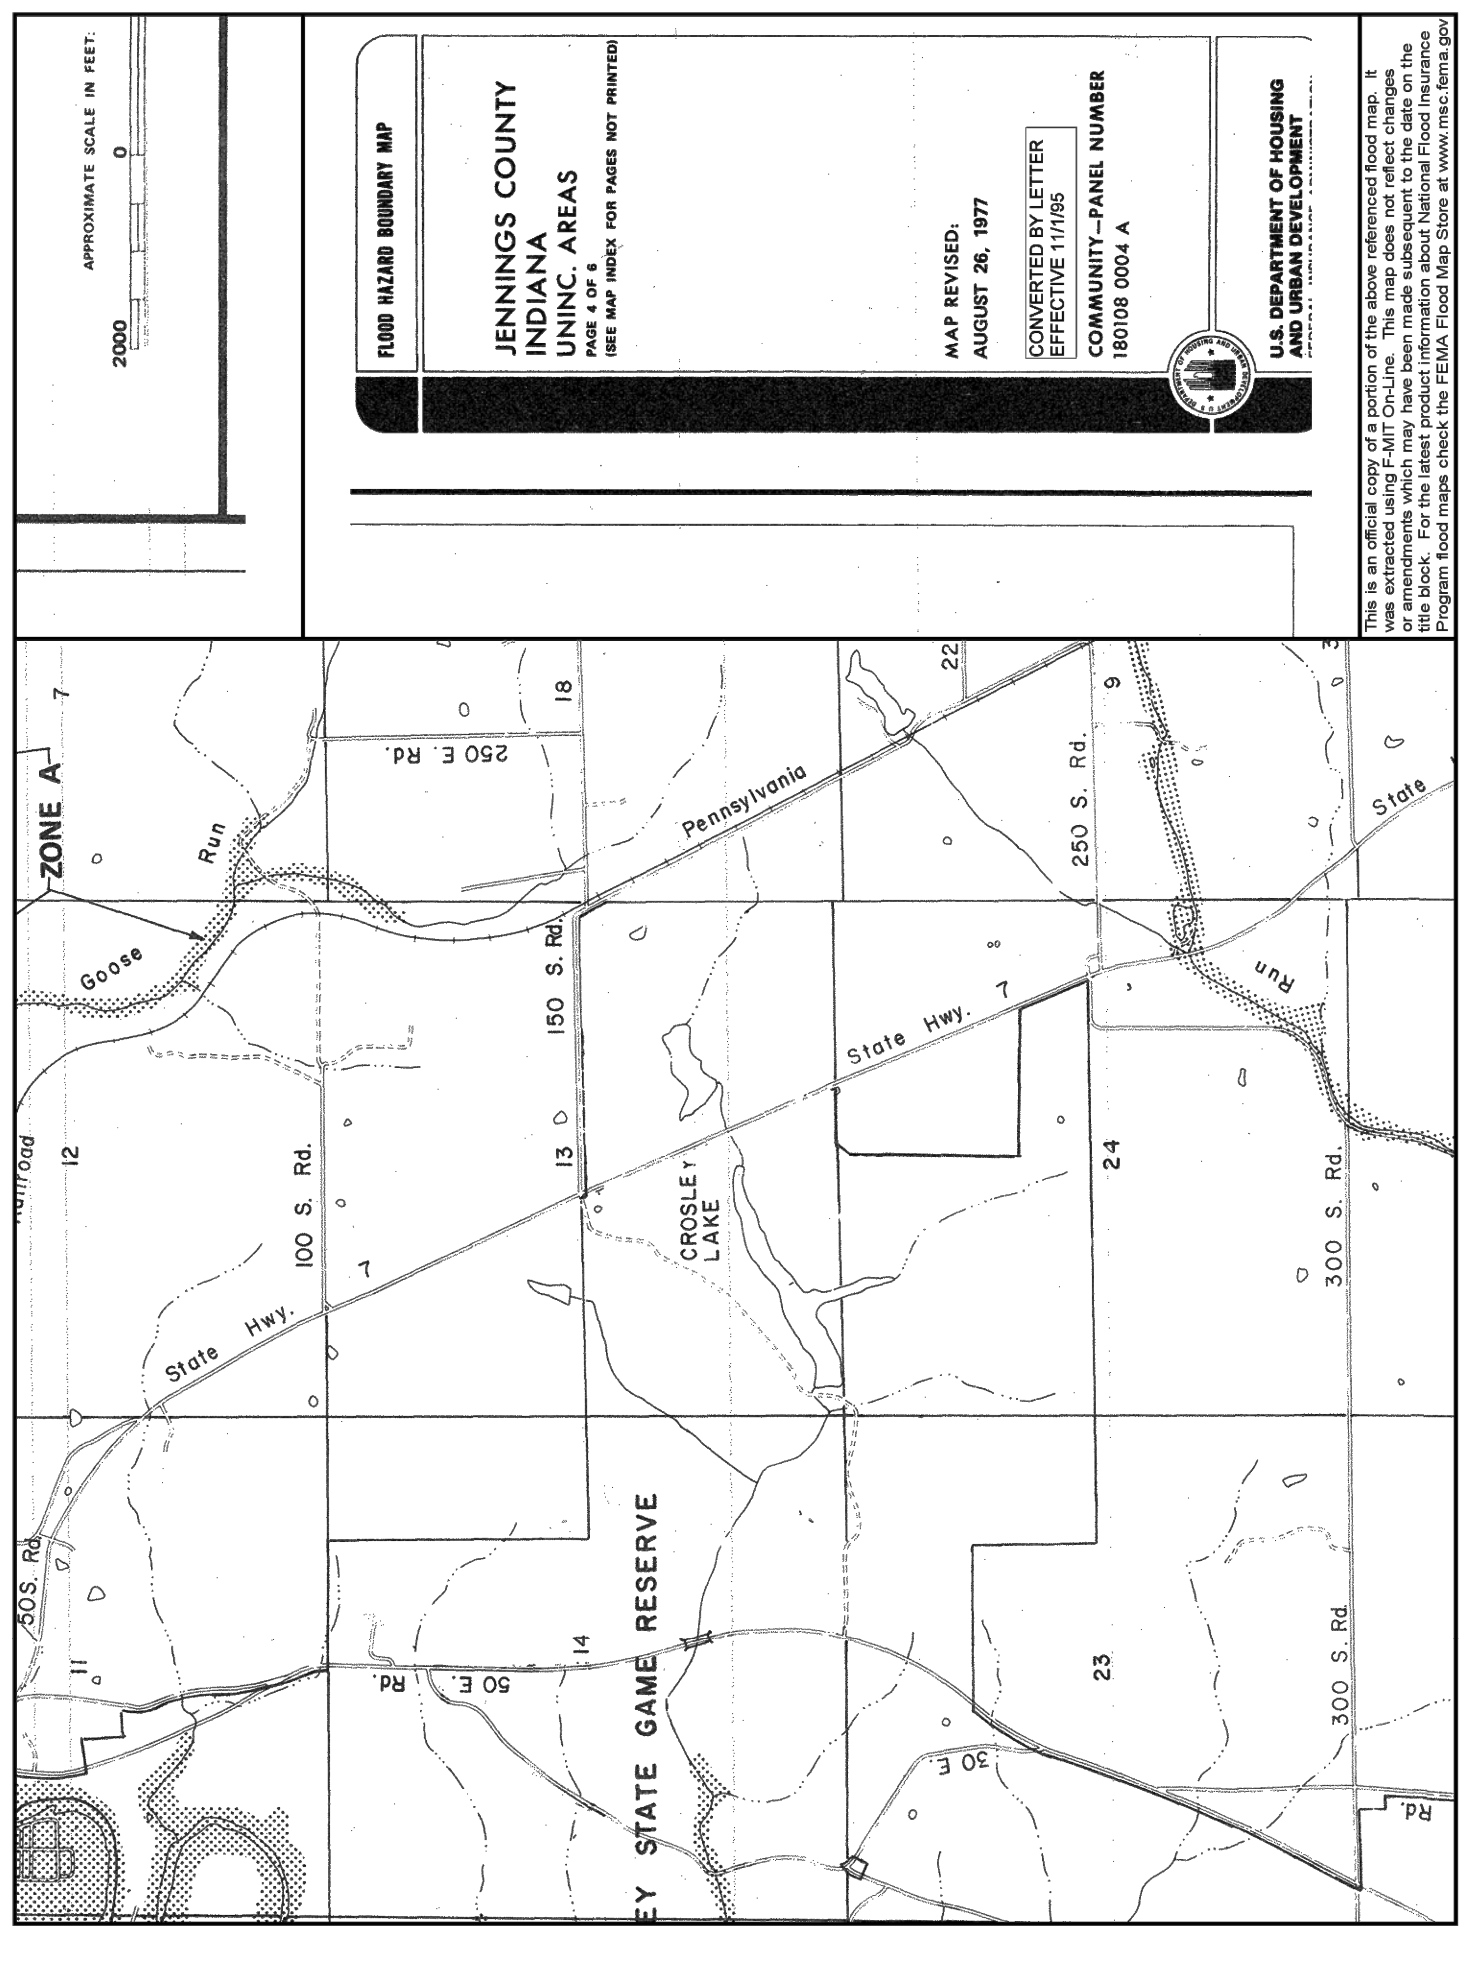 APPROXIMATE SCALE IN FEET:
2000 0
FLOOD HAZARD BOUNDARY MAP
JENNINGS COUNTY
INDIANA
UNINC. AREAS
PAGE 4 OF 6
(SEE MAP INDEX FOR PAGES NOT PRINTED)
MAP REVISED:
AUGUST 26, 1977
CONVERTED BY LETTER
EFFECTIVE 11/1/95
COMMUNITY—PANEL NUMBER
180108 0004 A
U.S. DEPARTMENT OF HOUSING
AND URBAN DEVELOPMENT
This is an official copy of a portion of the above referenced flood map. It
was extracted using F-MIT On-Line. This map does not reflect changes
or amendments which may have been made subsequent to the date on the
title block. For the latest product information about National Flood Insurance
Program flood maps check the FEMA Flood Map Store at www.msc.fema.gov
ZONE A
7
Goose
Run
250 E. Rd.
18
Pennsylvania
22
250 S. Rd.
9
State
12
100 S. Rd.
150 S. Rd.
13
State Hwy. 7
CROSLEY
LAKE
State Hwy. 7
24
Run
300 S. Rd.
50 S. Rd.
11
50 E. Rd
14
EY STATE GAME RESERVE
30 E.
23
300 S. Rd.
Rd.